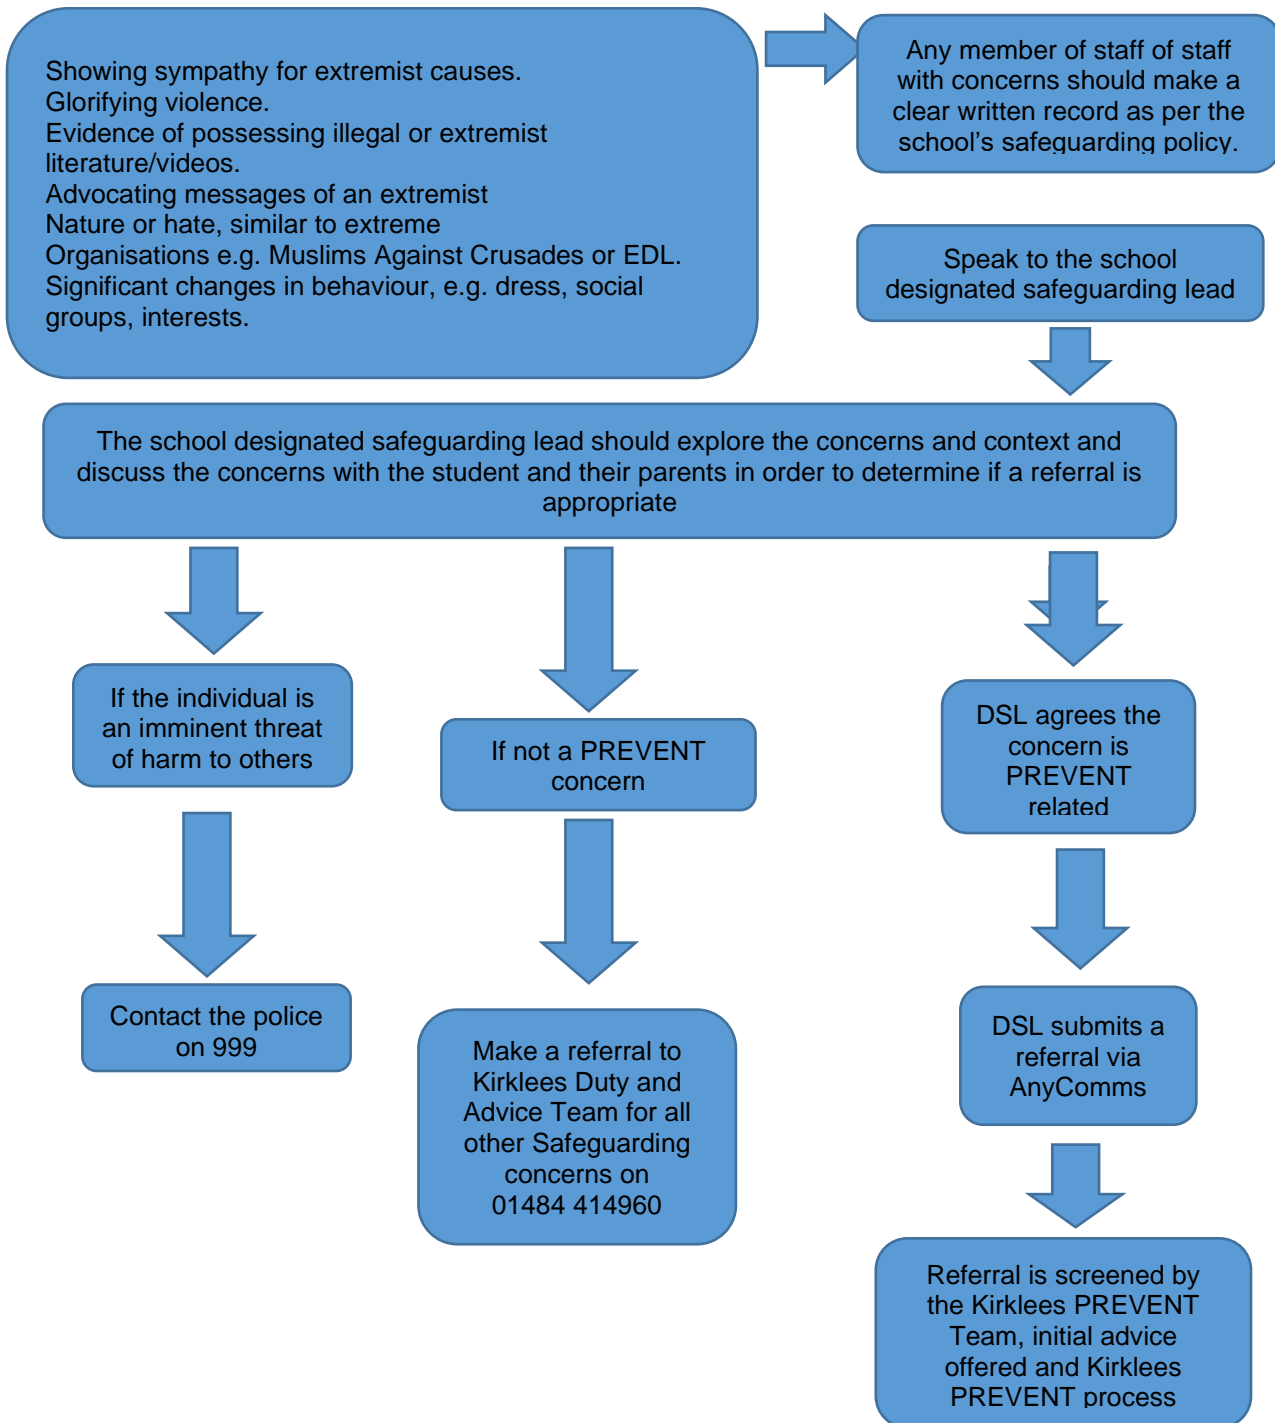 Showing sympathy for extremist causes.
Glorifying violence.
Evidence of possessing illegal or extremist
literature/videos.
Advocating messages of an extremist
Nature or hate, similar to extreme
Organisations e.g. Muslims Against Crusades or EDL.
Significant changes in behaviour, e.g. dress, social
groups, interests.
Any member of staff of staff
with concerns should make a
clear written record as per the
school’s safeguarding policy.
Speak to the school
designated safeguarding lead
The school designated safeguarding lead should explore the concerns and context and
discuss the concerns with the student and their parents in order to determine if a referral is
appropriate
If the individual is
an imminent threat
of harm to others
If not a PREVENT
concern
DSL agrees the
concern is
PREVENT
related
Contact the police
on 999
Make a referral to
Kirklees Duty and
Advice Team for all
other Safeguarding
concerns on
01484 414960
DSL submits a
referral via
AnyComms
Referral is screened by
the Kirklees PREVENT
Team, initial advice
offered and Kirklees
PREVENT process